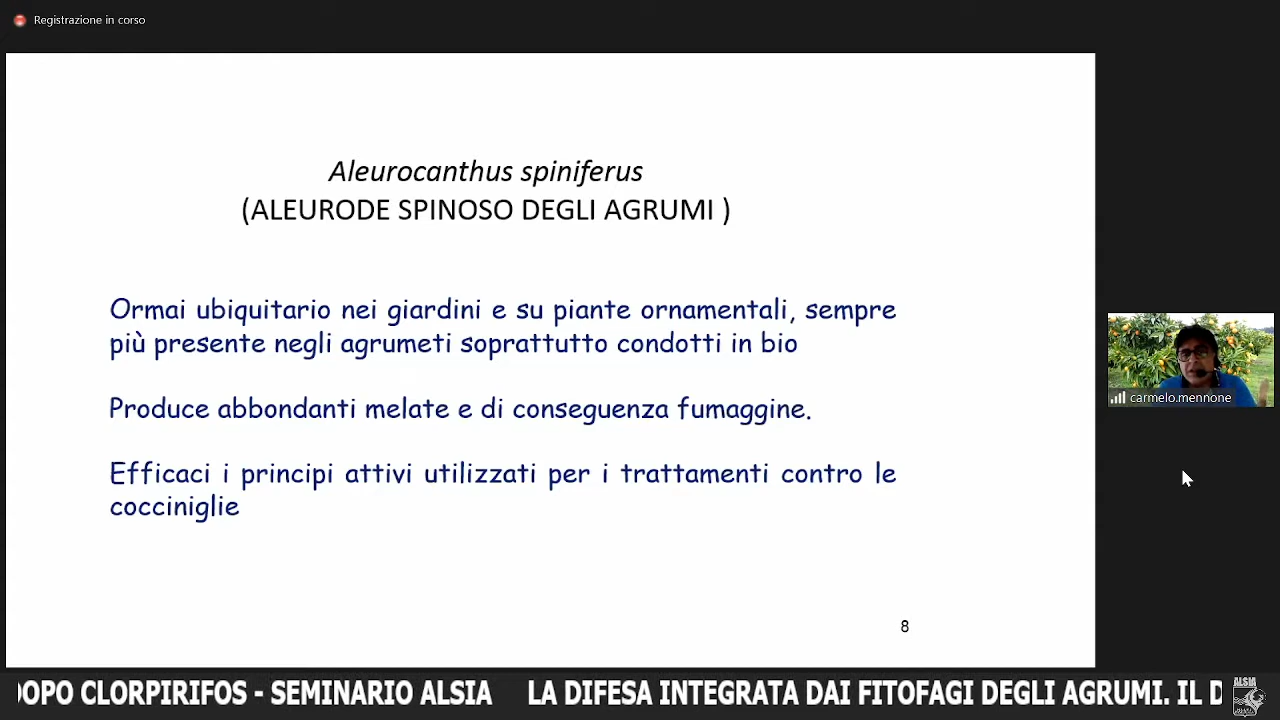 Registrazione in corso
Aleurocanthus spiniferus
(ALEURODE SPINOSO DEGLI AGRUMI )
Ormai ubiquitario nei giardini e su piante ornamentali, sempre
più presente negli agrumeti soprattutto condotti in bio
Produce abbondanti melate e di conseguenza fumaggine.
Efficaci i principi attivi utilizzati per i trattamenti contro le
cocciniglie
8
carmelo.mennone
DOPO CLORPIRIFOS - SEMINARIO ALSIA LA DIFESA INTEGRATA DAI FITOFAGI DEGLI AGRUMI. IL D
ALSIA